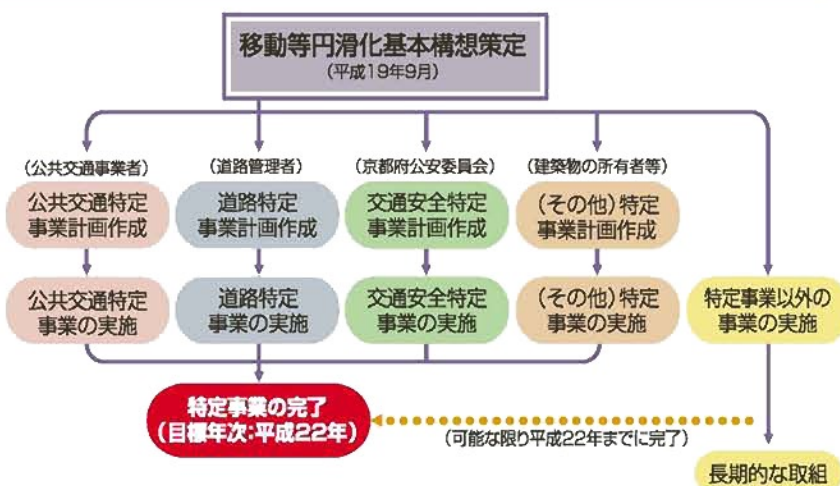 移動等円滑化基本構想策定
(平成19年9月)
(公共交通事業者)
(道路管理者)
(京都府公安委員会)
(建築物の所有者等)
公共交通特定
事業計画作成
道路特定
事業計画作成
交通安全特定
事業計画作成
(その他)特定
事業計画作成
公共交通特定
事業の実施
道路特定
事業の実施
交通安全特定
事業の実施
(その他)特定
事業の実施
特定事業以外の
事業の実施
特定事業の完了
(目標年次:平成22年)
(可能な限り平成22年までに完了)
長期的な取組